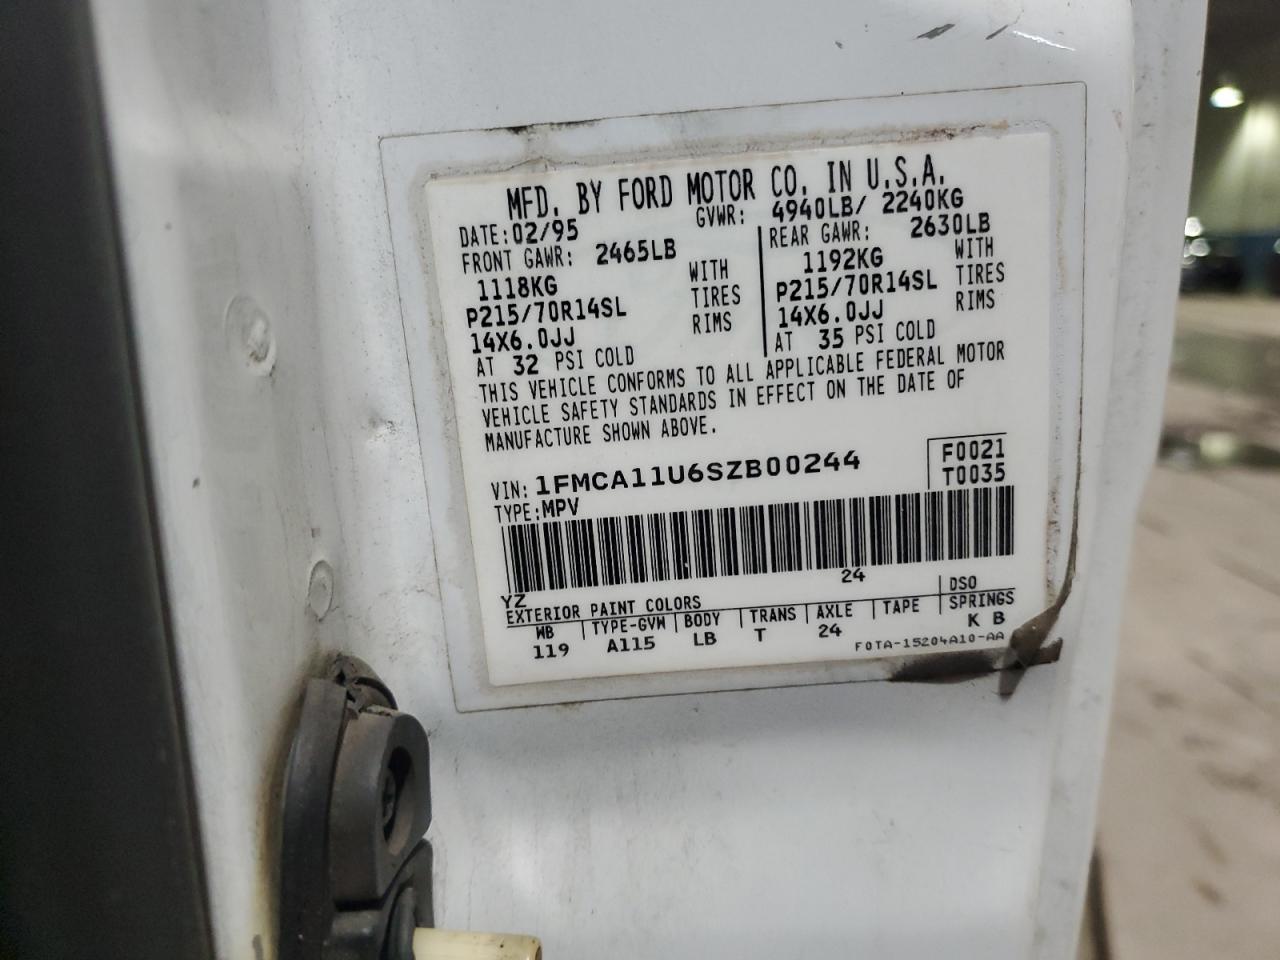 MFD. BY FORD MOTOR CO. IN U.S.A.
DATE: 02/95 GVWR: 4940LB/ 2240KG
FRONT GAWR: 2465LB REAR GAWR: 2630LB
1118KG WITH 1192KG WITH
P215/70R14SL TIRES P215/70R14SL TIRES
14X6.0JJ RIMS 14X6.0JJ RIMS
AT 32 PSI COLD AT 35 PSI COLD
THIS VEHICLE CONFORMS TO ALL APPLICABLE FEDERAL MOTOR
VEHICLE SAFETY STANDARDS IN EFFECT ON THE DATE OF
MANUFACTURE SHOWN ABOVE.
VIN: 1FMCA11U6SZB00244 F0021
TYPE: MPV T0035
24
YZ
EXTERIOR PAINT COLORS DSO
WB TYPE-GVW BODY TRANS AXLE TAPE SPRINGS
119 A115 LB T 24 K B
F0TA-15204A10-AA